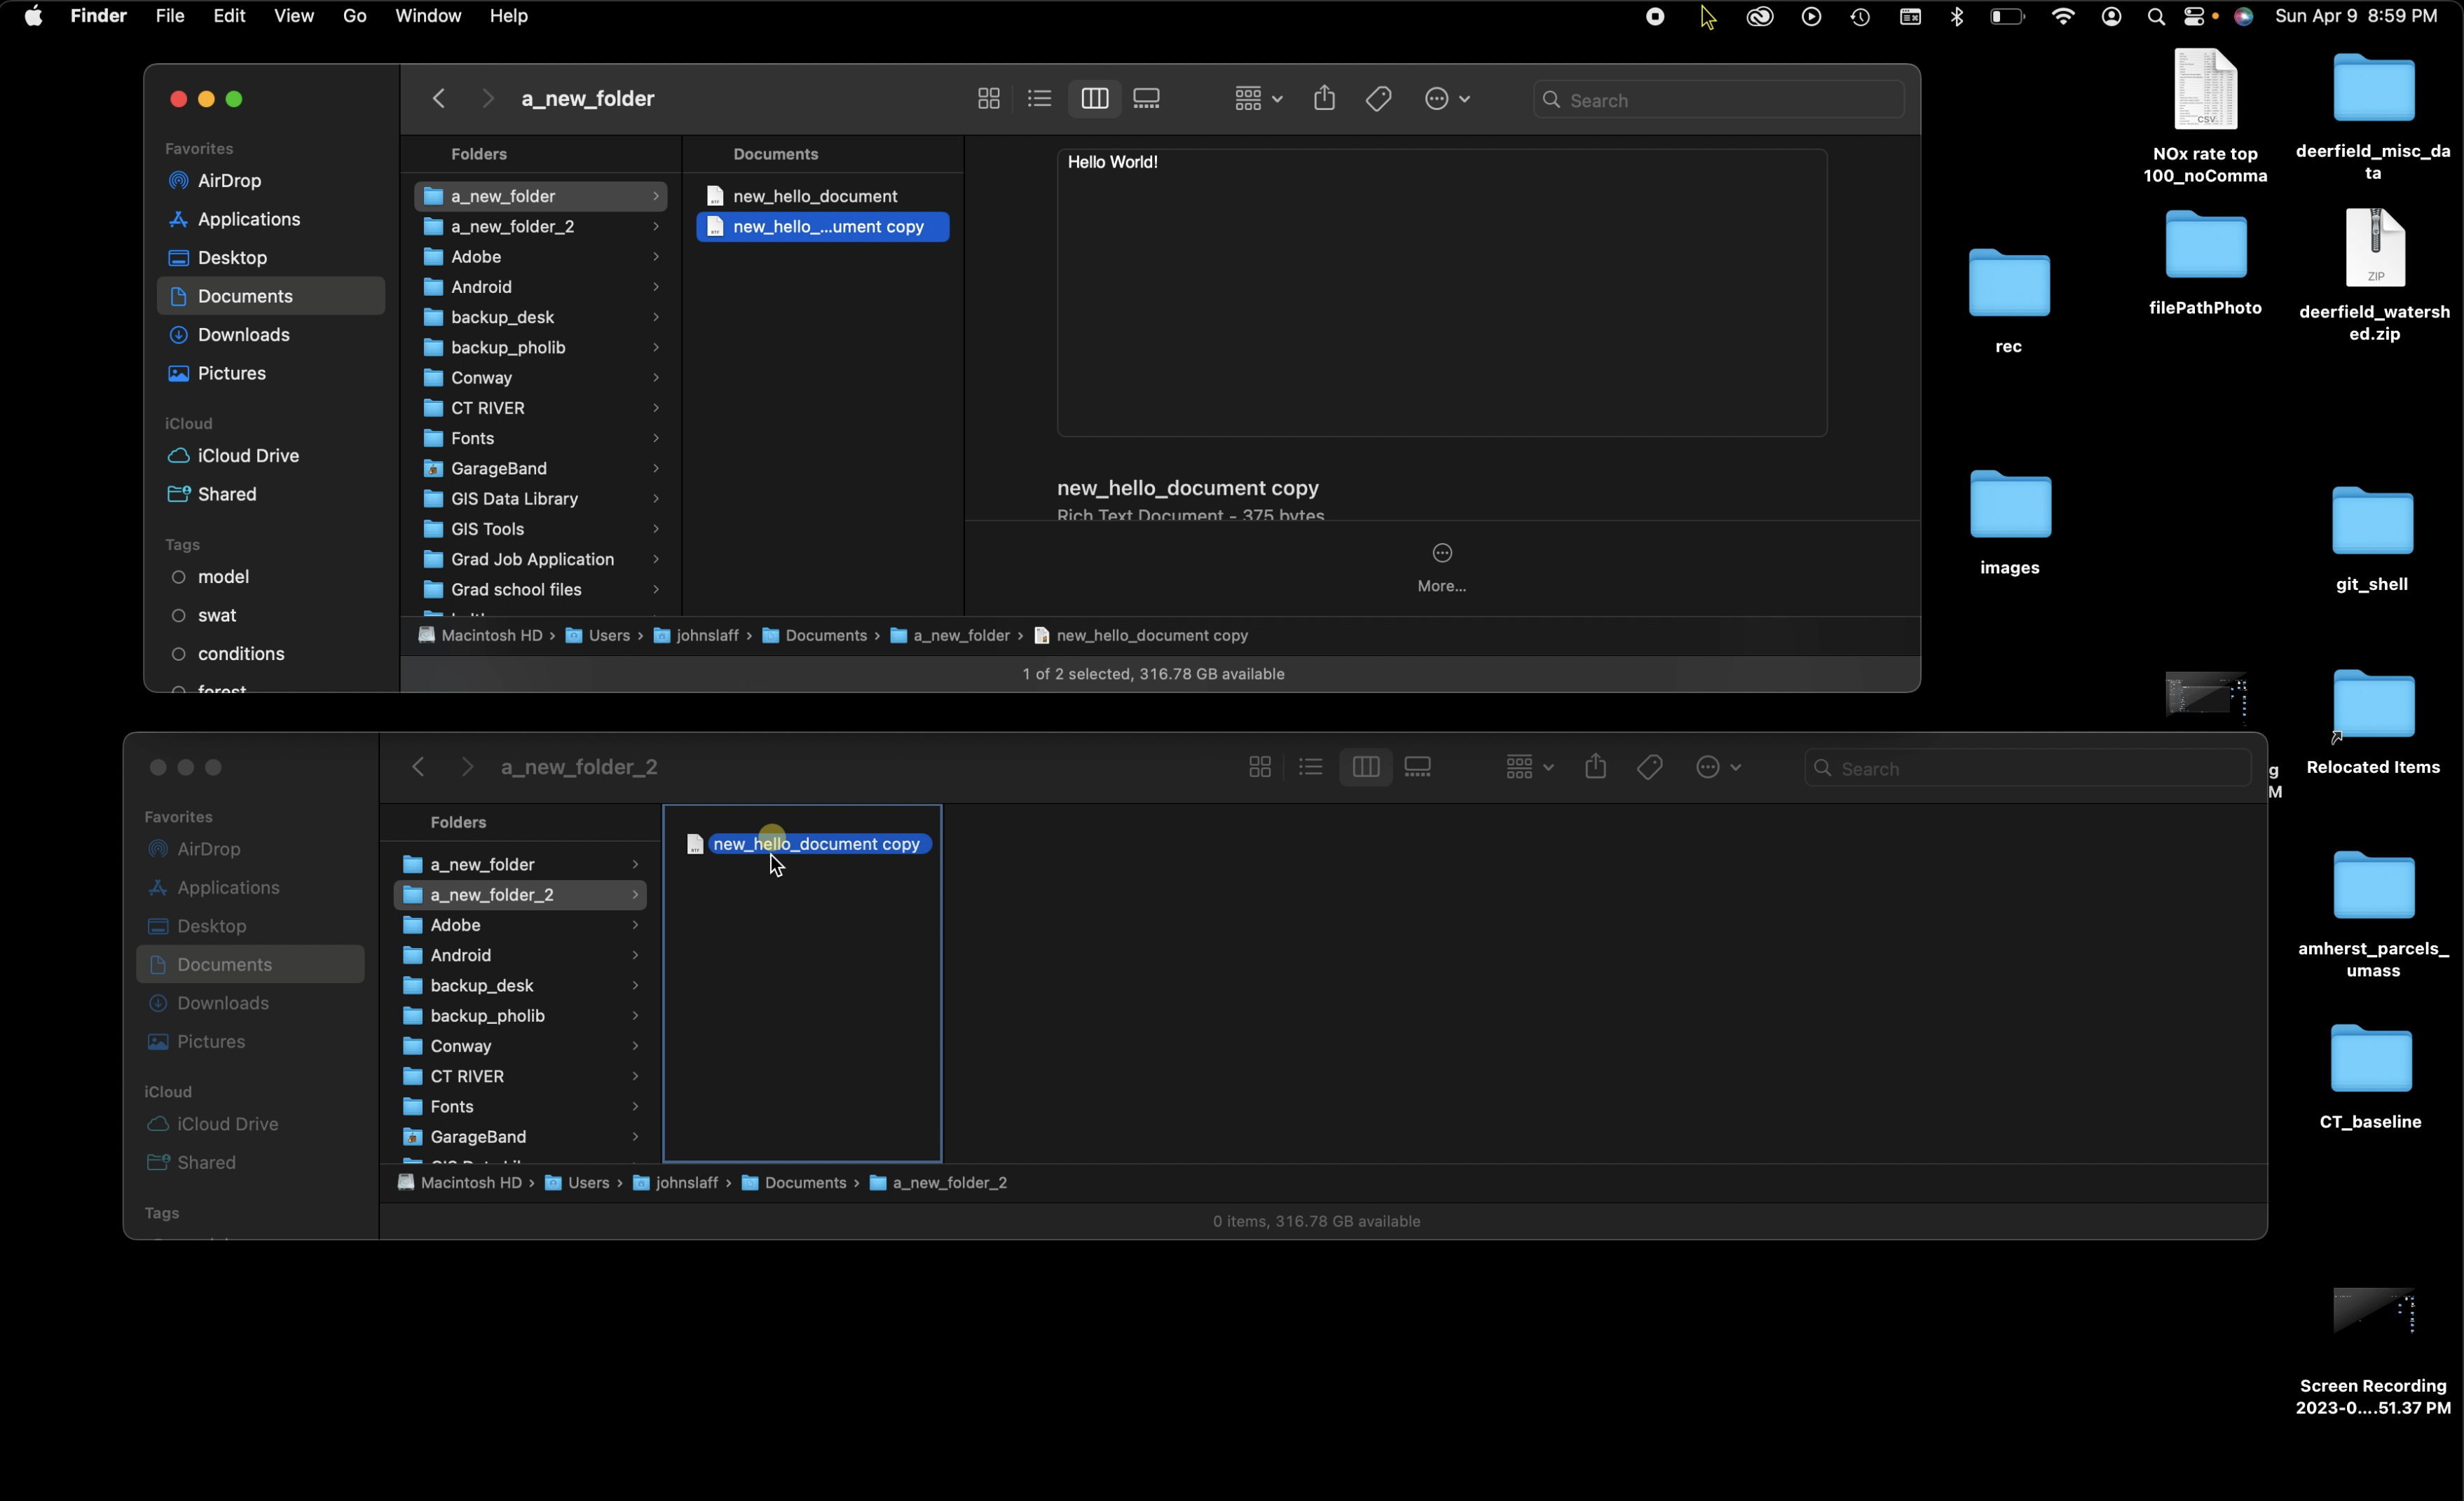 Finder File Edit View Go Window Help
Sun Apr 9 8:59 PM
a_new_folder
Search
Favorites
AirDrop
Applications
Desktop
Documents
Downloads
Pictures
iCloud
iCloud Drive
Shared
Tags
model
swat
conditions
forest
Folders
a_new_folder
a_new_folder_2
Adobe
Android
backup_desk
backup_pholib
Conway
CT RIVER
Fonts
GarageBand
GIS Data Library
GIS Tools
Grad Job Application
Grad school files
Documents
new_hello_document
new_hello_...ument copy
Hello World!
new_hello_document copy
Rich Text Document - 375 bytes
More...
Macintosh HD › Users › johnslaff › Documents › a_new_folder › new_hello_document copy
1 of 2 selected, 316.78 GB available
a_new_folder_2
Search
Favorites
AirDrop
Applications
Desktop
Documents
Downloads
Pictures
iCloud
iCloud Drive
Shared
Tags
Folders
a_new_folder
a_new_folder_2
Adobe
Android
backup_desk
backup_pholib
Conway
CT RIVER
Fonts
GarageBand
new_hello_document copy
Macintosh HD › Users › johnslaff › Documents › a_new_folder_2
0 items, 316.78 GB available
CSV
NOx rate top
100_noComma
deerfield_misc_da
ta
rec
filePathPhoto
ZIP
deerfield_watersh
ed.zip
images
git_shell
g
M
Relocated Items
amherst_parcels_
umass
CT_baseline
Screen Recording
2023-0....51.37 PM